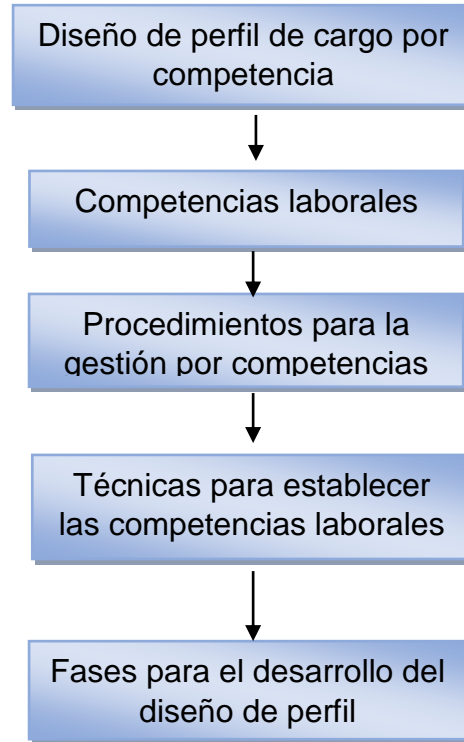 Diseño de perfil de cargo por
competencia
Competencias laborales
Procedimientos para la
gestión por competencias
Técnicas para establecer
las competencias laborales
Fases para el desarrollo del
diseño de perfil